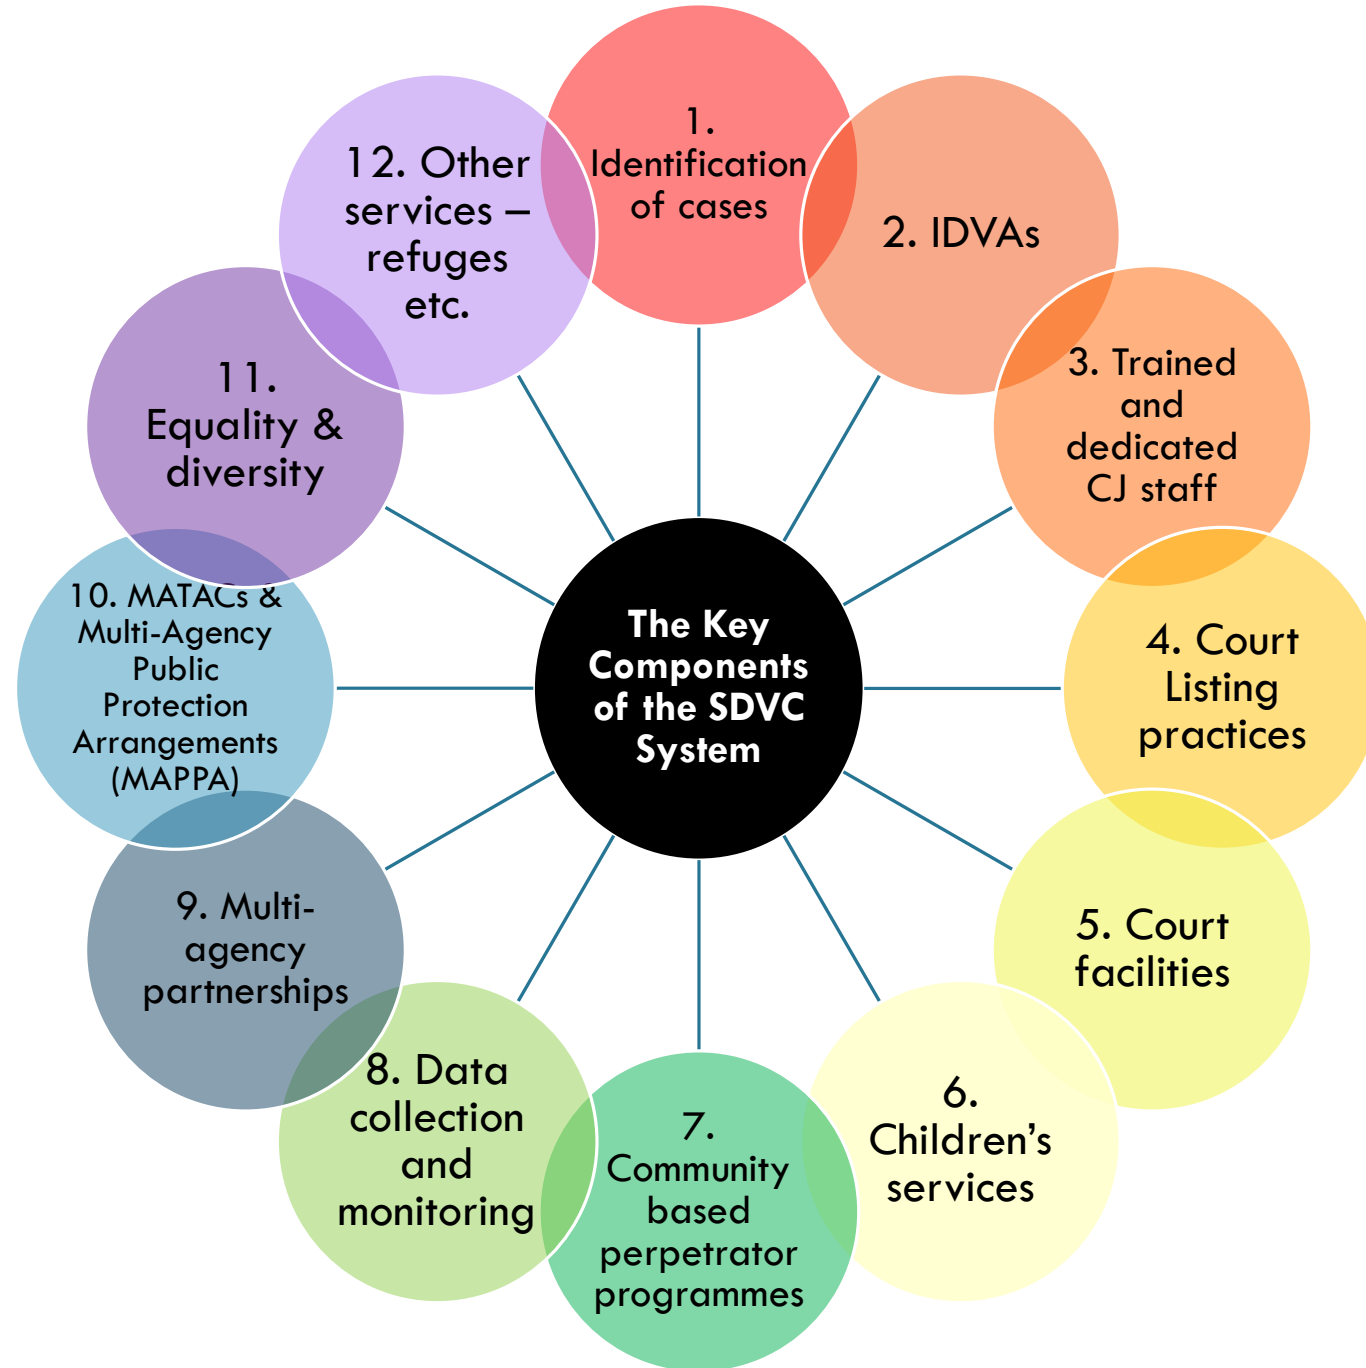 The Key
Components
of the SDVC
System
1.
Identification
of cases
2. IDVAs
3. Trained
and
dedicated
CJ staff
4. Court
Listing
practices
5. Court
facilities
6.
Children’s
services
7.
Community
based
perpetrator
programmes
8. Data
collection
and
monitoring
9. Multi-
agency
partnerships
10. MATACs &
Multi-Agency
Public
Protection
Arrangements
(MAPPA)
11.
Equality &
diversity
12. Other
services –
refuges
etc.